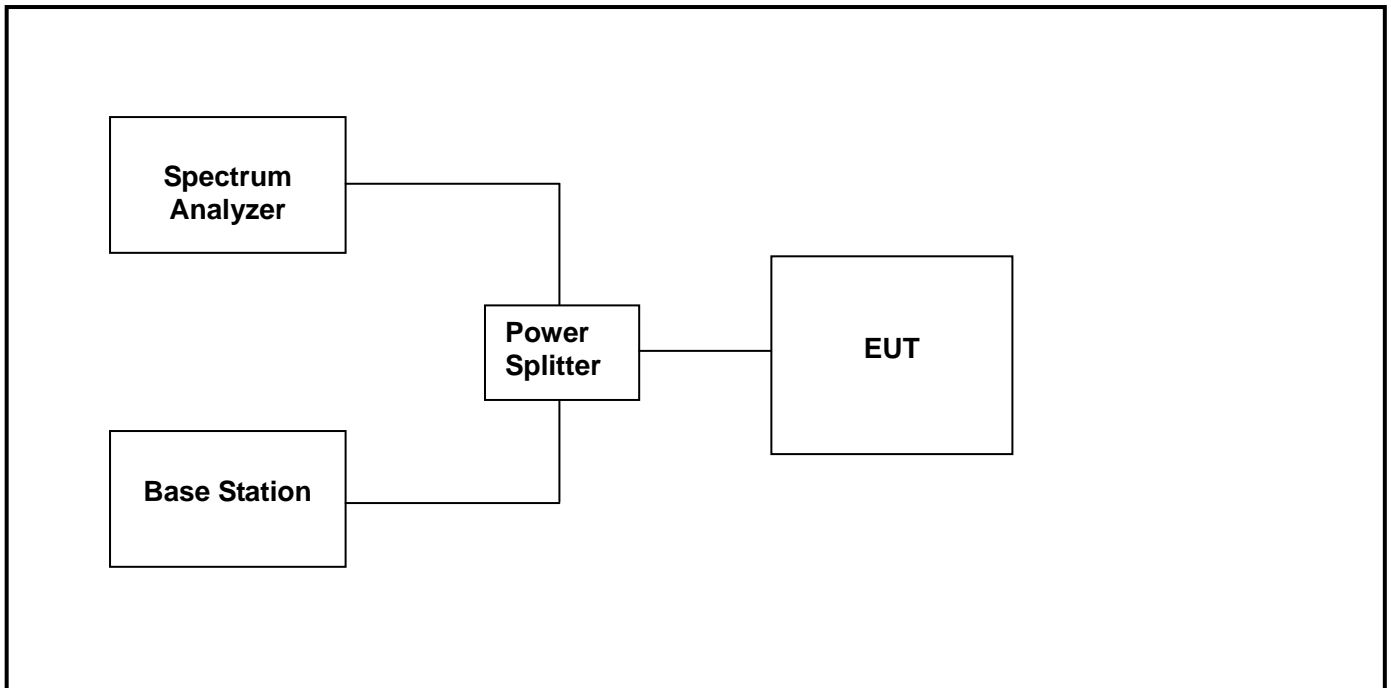 Spectrum
Analyzer
Power
Splitter
EUT
Base Station